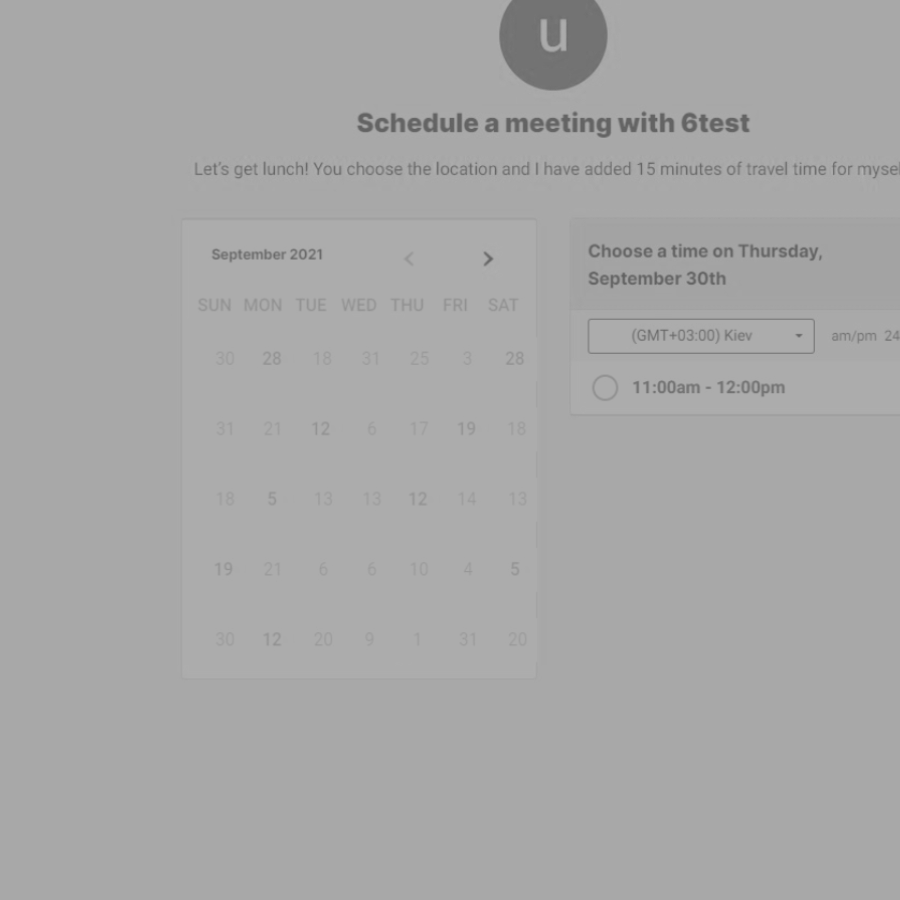 u
Schedule a meeting with 6test
Let's get lunch! You choose the location and I have added 15 minutes of travel time for mysel
September 2021
SUN MON TUE WED THU FRI SAT
30 28 18 31 25 3 28
31 21 12 6 17 19 18
18 5 13 13 12 14 13
19 21 6 6 10 4 5
30 12 20 9 1 31 20
Choose a time on Thursday,
September 30th
(GMT+03:00) Kiev am/pm 24
11:00am - 12:00pm